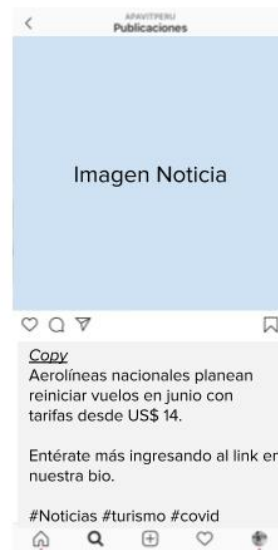 APAVITPERU
Publicaciones
Imagen Noticia
Copy
Aerolíneas nacionales planean
reiniciar vuelos en junio con
tarifas desde US$ 14.
Entérate más ingresando al link en
nuestra bio.
#Noticias #turismo #covid